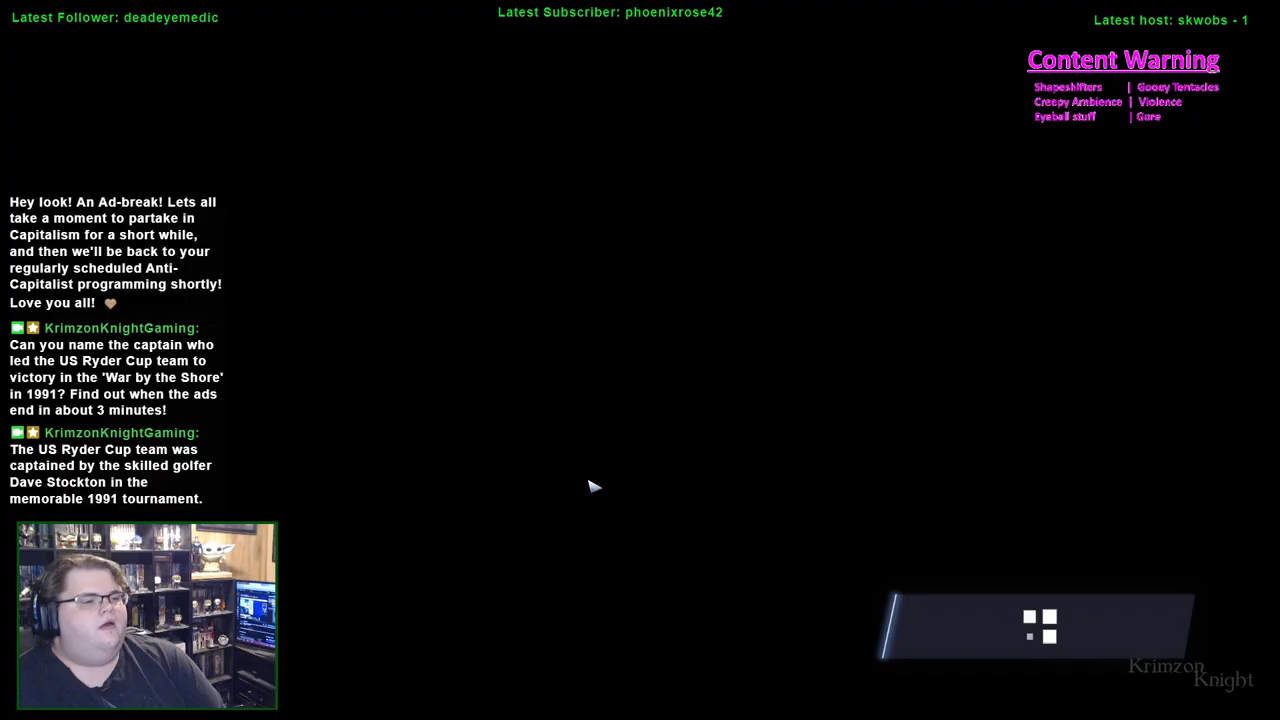 Latest Follower: deadeyemedic
Latest Subscriber: phoenixrose42
Latest host: skwobs - 1
Content Warning
Shapeshifters | Gooey Tentacles
Creepy Ambience | Violence
Eyeball stuff | Gore
Hey look! An Ad-break! Lets all
take a moment to partake in
Capitalism for a short while,
and then we'll be back to your
regularly scheduled Anti-
Capitalist programming shortly!
Love you all!
KrimzonKnightGaming:
Can you name the captain who
led the US Ryder Cup team to
victory in the 'War by the Shore'
in 1991? Find out when the ads
end in about 3 minutes!
KrimzonKnightGaming:
The US Ryder Cup team was
captained by the skilled golfer
Dave Stockton in the
memorable 1991 tournament.
Krimzon
Knight